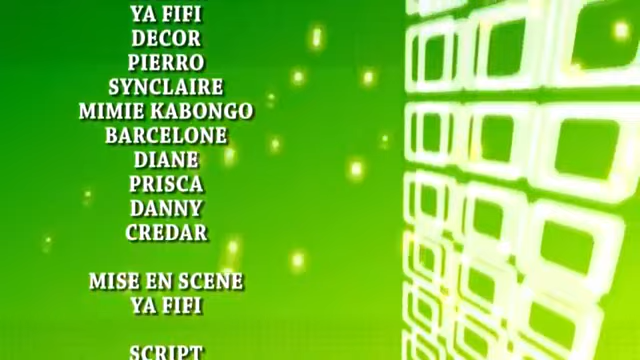 YA FIFI
DECOR
PIERRO
SYNCLAIRE
MIMIE KABONGO
BARCELONE
DIANE
PRISCA
DANNY
CREDAR
MISE EN SCENE
YA FIFI
SCRIPT